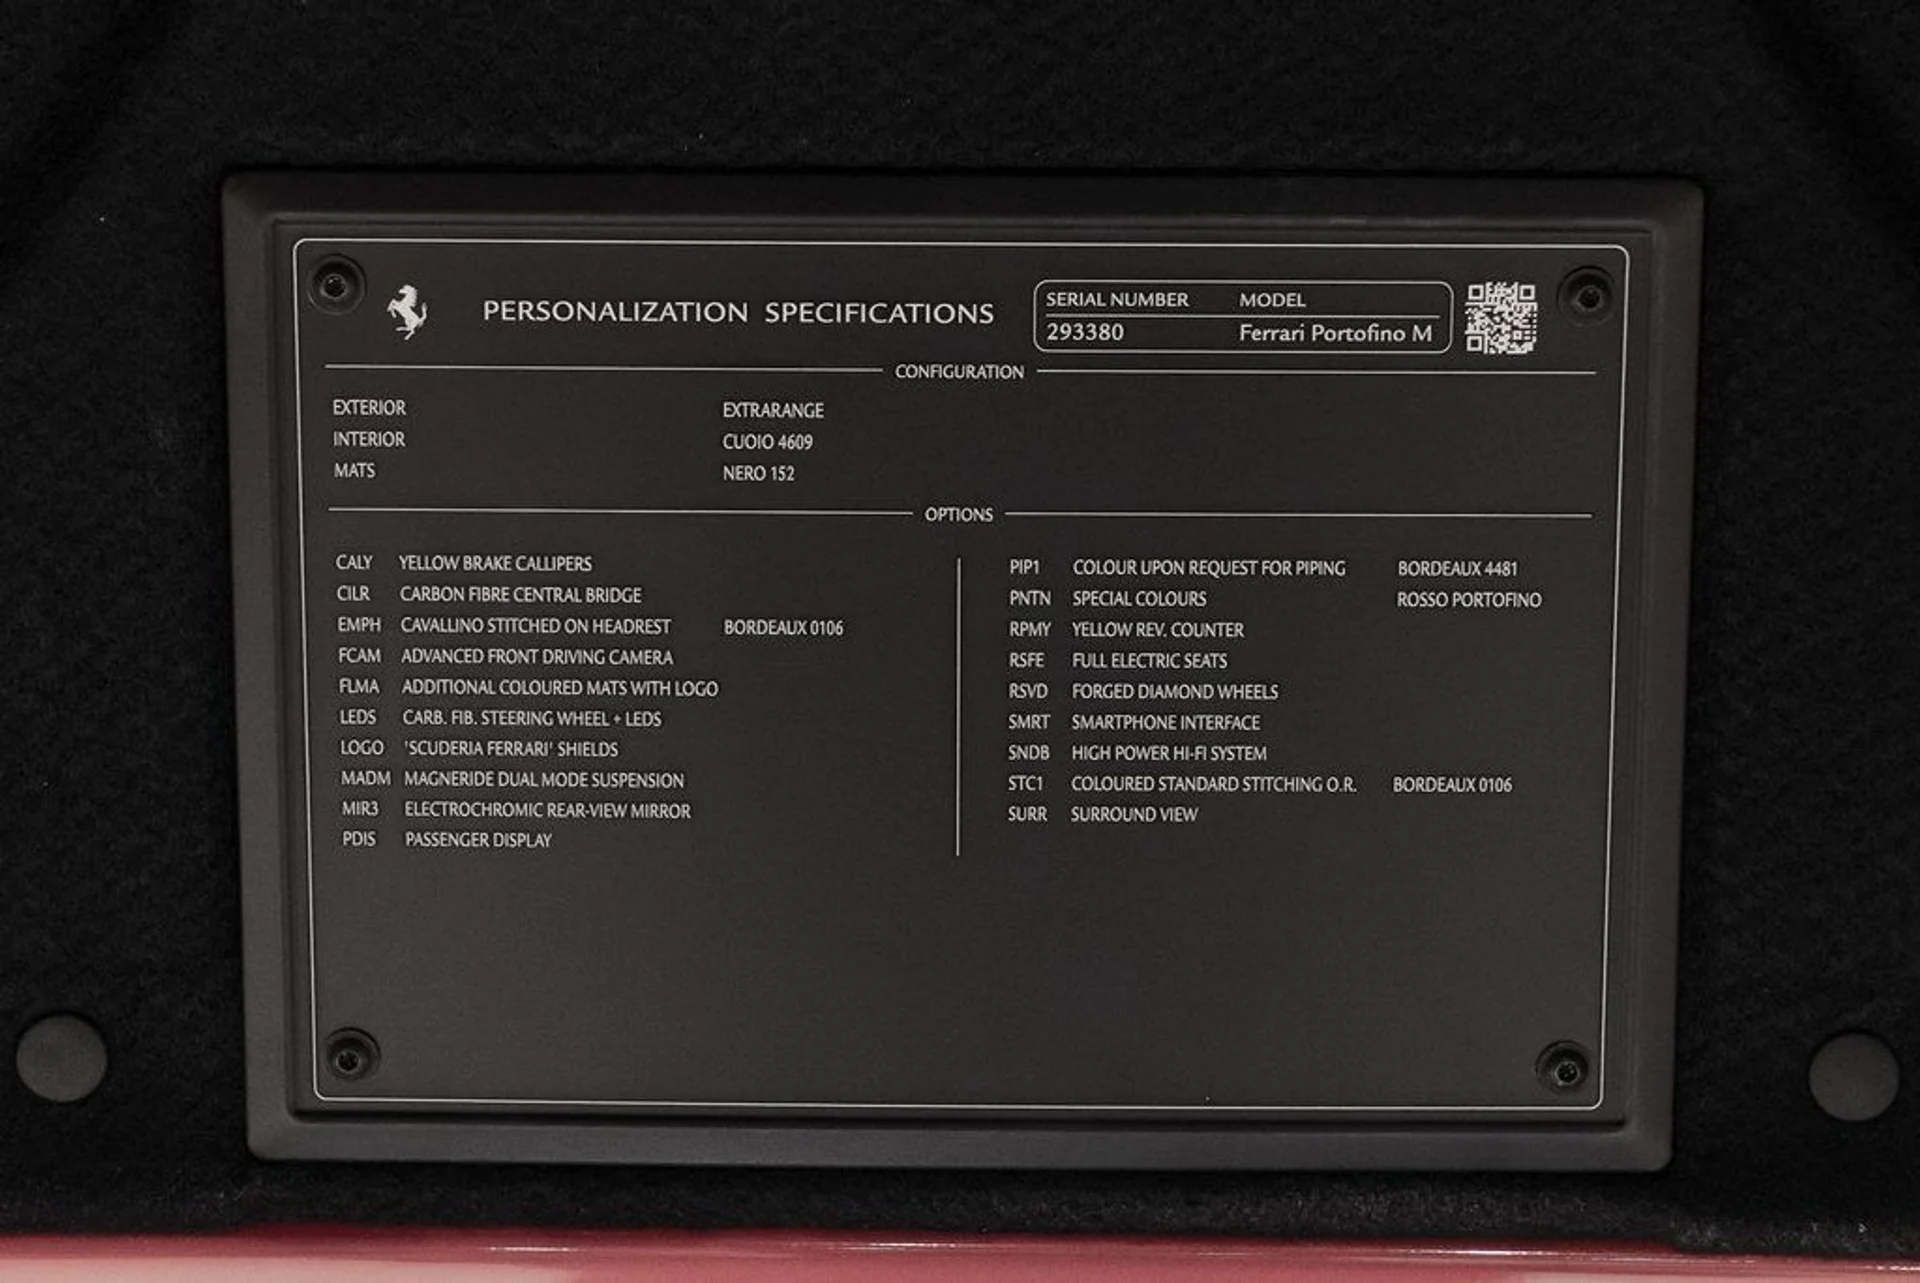 PERSONALIZATION SPECIFICATIONS
SERIAL NUMBER MODEL
293380 Ferrari Portofino M
CONFIGURATION
EXTERIOR EXTRARANGE
INTERIOR CUOIO 4609
MATS NERO 152
OPTIONS
CALY YELLOW BRAKE CALLIPERS
CILR CARBON FIBRE CENTRAL BRIDGE
EMPH CAVALLINO STITCHED ON HEADREST BORDEAUX 0106
FCAM ADVANCED FRONT DRIVING CAMERA
FLMA ADDITIONAL COLOURED MATS WITH LOGO
LEDS CARB. FIB. STEERING WHEEL + LEDS
LOGO 'SCUDERIA FERRARI' SHIELDS
MADM MAGNERIDE DUAL MODE SUSPENSION
MIR3 ELECTROCHROMIC REAR-VIEW MIRROR
PDIS PASSENGER DISPLAY
PIP1 COLOUR UPON REQUEST FOR PIPING BORDEAUX 4481
PNTN SPECIAL COLOURS ROSSO PORTOFINO
RPMY YELLOW REV. COUNTER
RSFE FULL ELECTRIC SEATS
RSVD FORGED DIAMOND WHEELS
SMRT SMARTPHONE INTERFACE
SNDB HIGH POWER HI-FI SYSTEM
STC1 COLOURED STANDARD STITCHING O.R. BORDEAUX 0106
SURR SURROUND VIEW